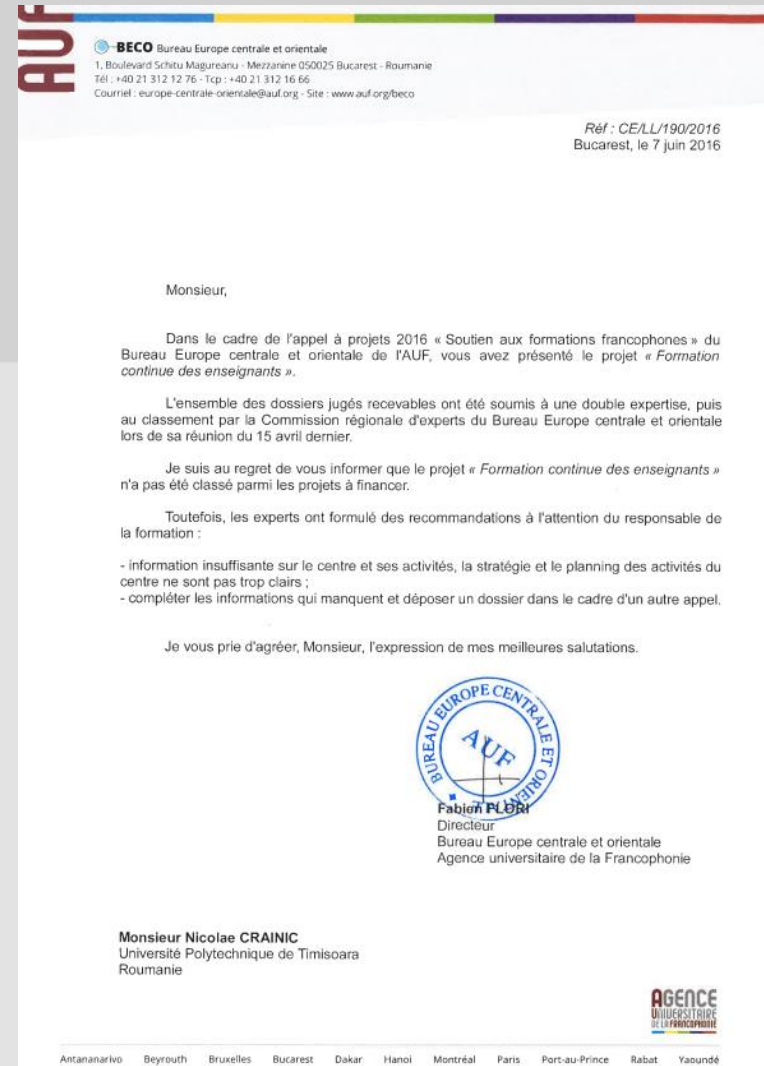 AUF
BECO Bureau Europe centrale et orientale
1, Boulevard Schitu Magureanu - Mezzanine 050025 Bucarest - Roumanie
Tél : +40 21 312 12 76 - Tcp : +40 21 312 16 66
Courriel : europe-centrale-orientale@auf.org - Site : www.auf.org/beco
Réf : CE/LL/190/2016
Bucarest, le 7 juin 2016
Monsieur,
Dans le cadre de l'appel à projets 2016 « Soutien aux formations francophones » du
Bureau Europe centrale et orientale de l'AUF, vous avez présenté le projet « Formation
continue des enseignants ».
L'ensemble des dossiers jugés recevables ont été soumis à une double expertise, puis
au classement par la Commission régionale d'experts du Bureau Europe centrale et orientale
lors de sa réunion du 15 avril dernier.
Je suis au regret de vous informer que le projet « Formation continue des enseignants »
n'a pas été classé parmi les projets à financer.
Toutefois, les experts ont formulé des recommandations à l'attention du responsable de
la formation :
- information insuffisante sur le centre et ses activités, la stratégie et le planning des activités du
centre ne sont pas trop clairs ;
- compléter les informations qui manquent et déposer un dossier dans le cadre d'un autre appel.
Je vous prie d'agréer, Monsieur, l'expression de mes meilleures salutations.
BUREAU EUROPE CENTRALE ET ORIENTALE
AUF
Fabien FLORI
Directeur
Bureau Europe centrale et orientale
Agence universitaire de la Francophonie
Monsieur Nicolae CRAINIC
Université Polytechnique de Timisoara
Roumanie
AGENCE
UNIVERSITAIRE
DE LA FRANCOPHONIE
Antananarivo Beyrouth Bruxelles Bucarest Dakar Hanoi Montréal Paris Port-au-Prince Rabat Yaoundé